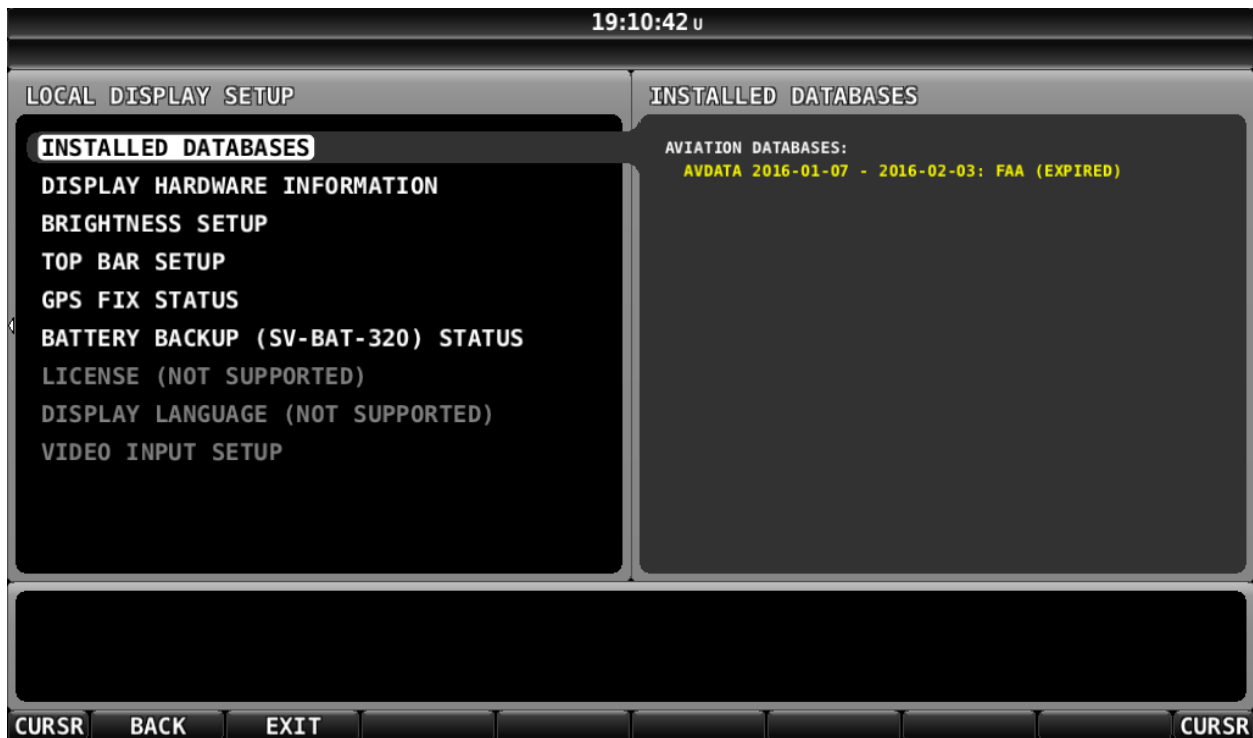 19:10:42 U
LOCAL DISPLAY SETUP
INSTALLED DATABASES
DISPLAY HARDWARE INFORMATION
BRIGHTNESS SETUP
TOP BAR SETUP
GPS FIX STATUS
BATTERY BACKUP (SV-BAT-320) STATUS
LICENSE (NOT SUPPORTED)
DISPLAY LANGUAGE (NOT SUPPORTED)
VIDEO INPUT SETUP
INSTALLED DATABASES
AVIATION DATABASES:
AVDATA 2016-01-07 - 2016-02-03: FAA (EXPIRED)
CURSR BACK EXIT CURSR